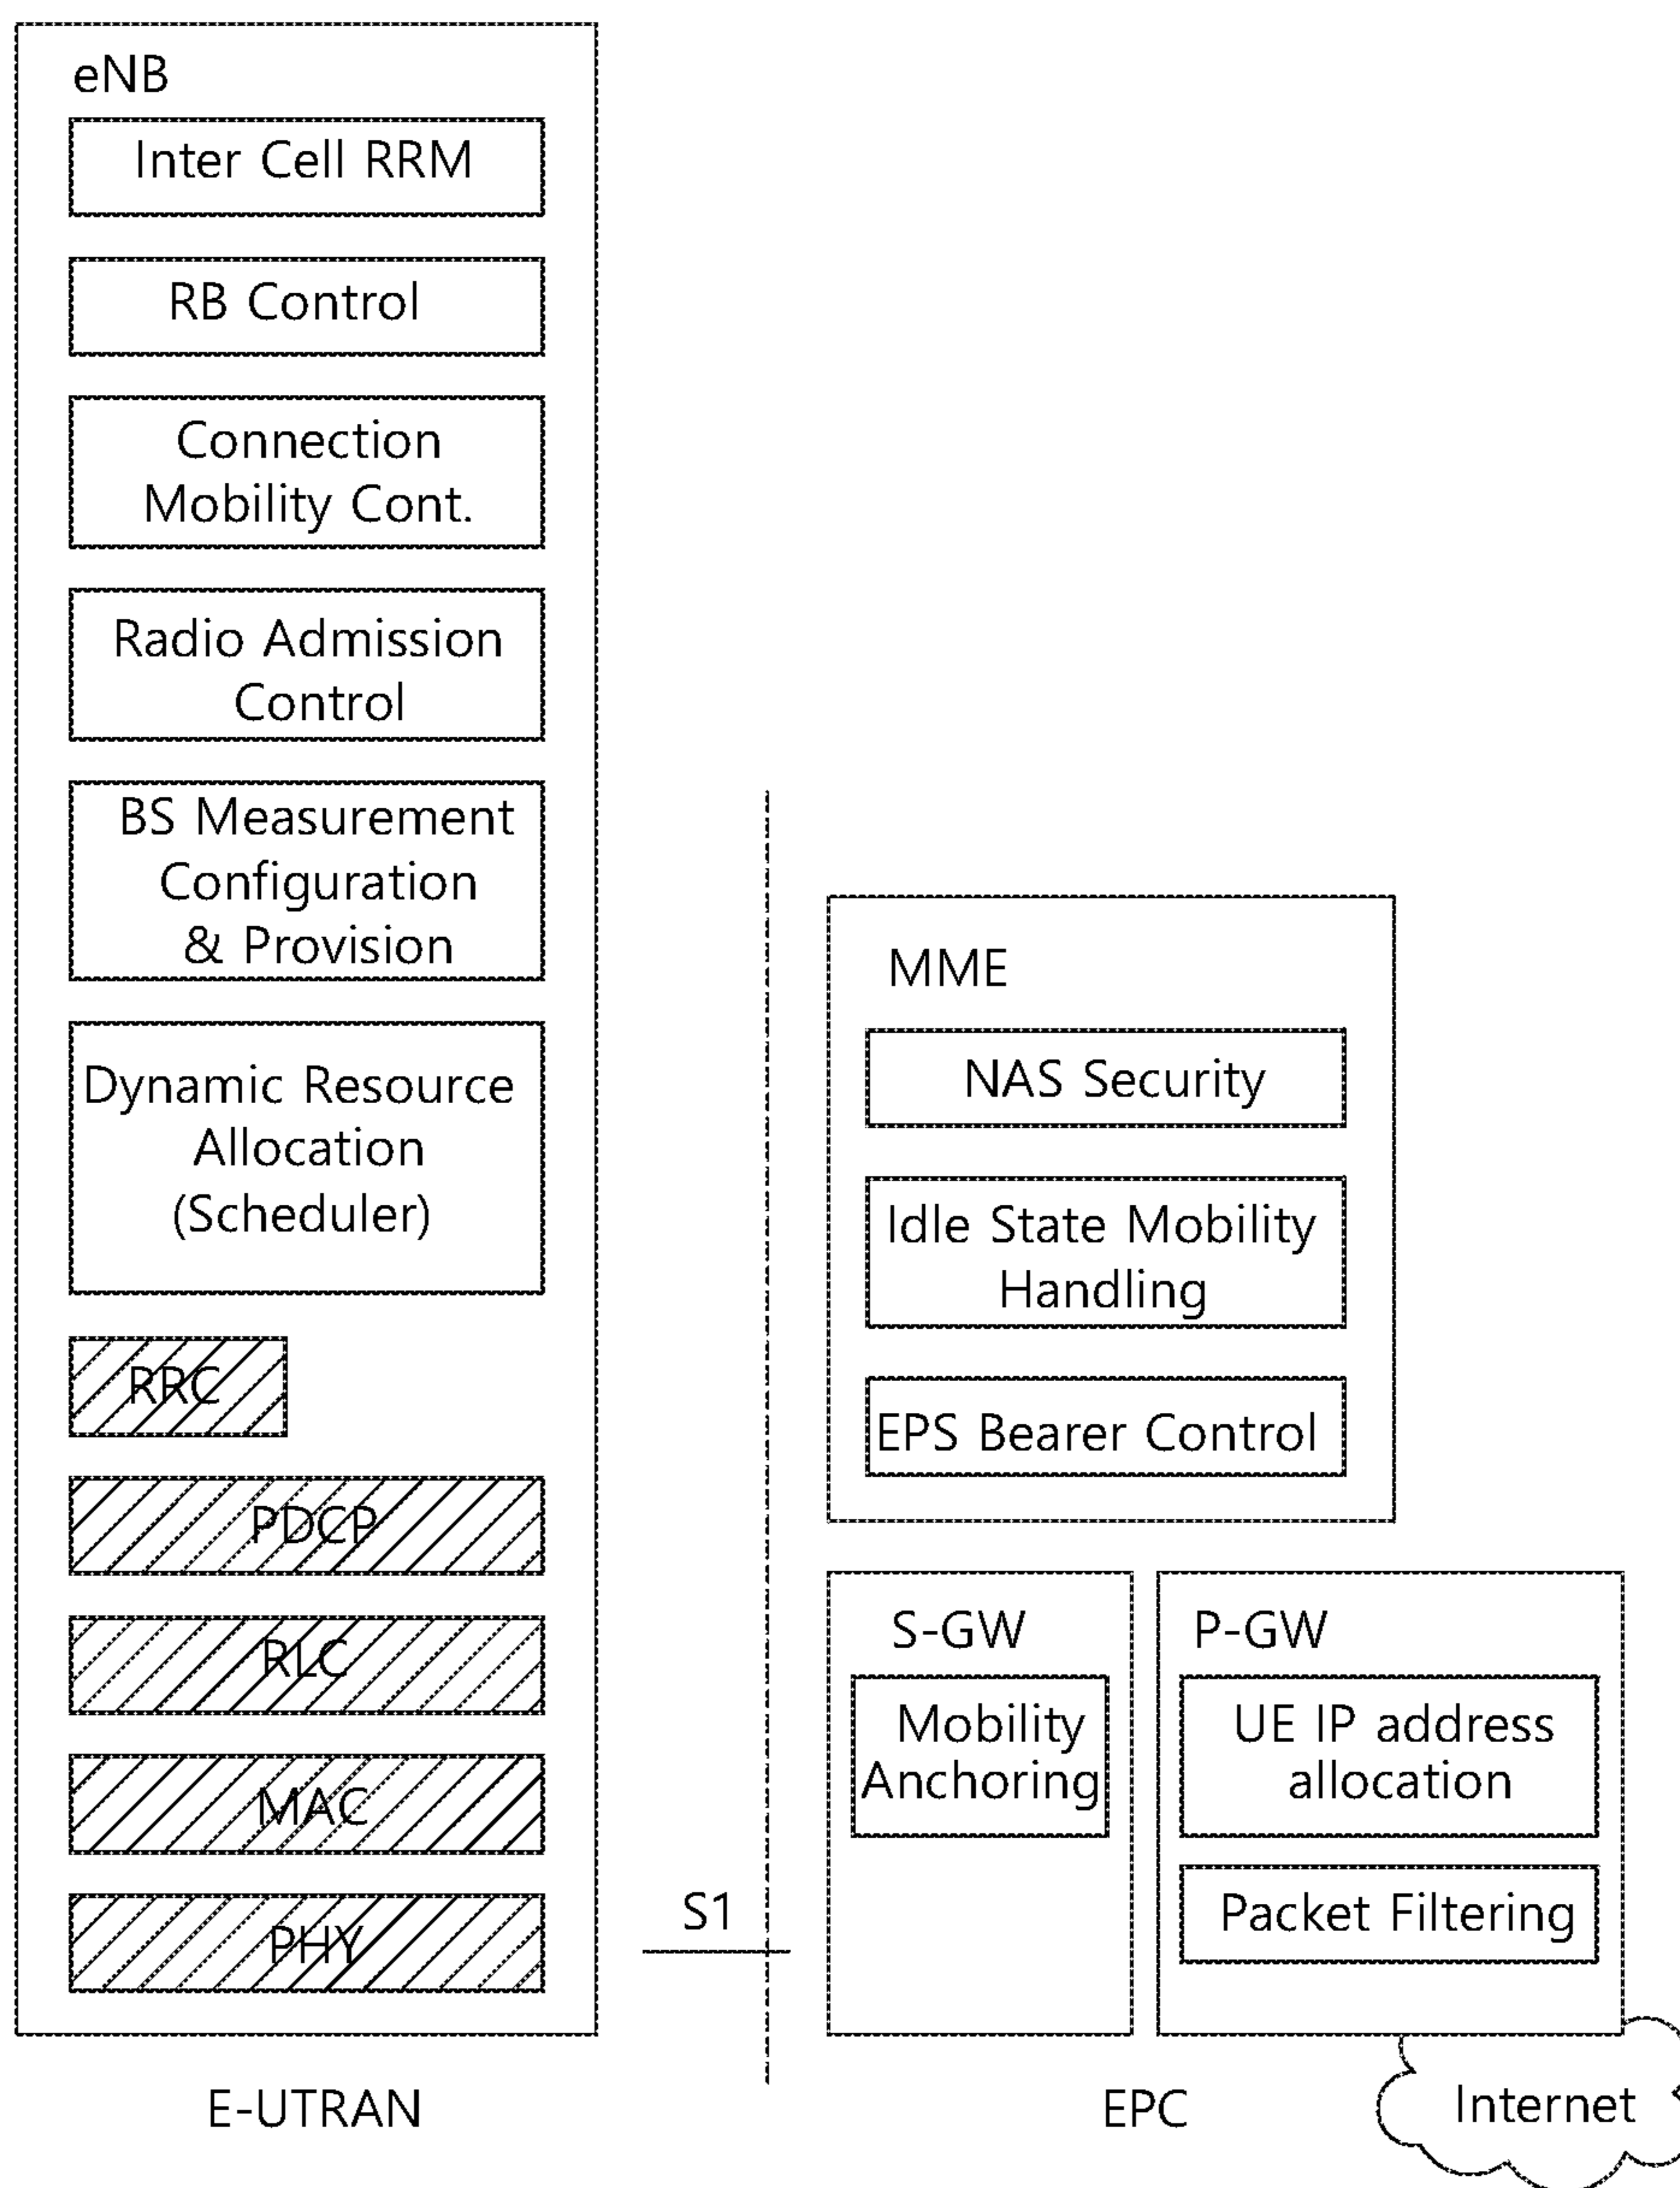 eNB
Inter Cell RRM
RB Control
Connection
Mobility Cont.
Radio Admission
Control
BS Measurement
Configuration
& Provision
Dynamic Resource
Allocation
(Scheduler)
RRC
PDCP
RLC
MAC
PHY
S1
MME
NAS Security
Idle State Mobility
Handling
EPS Bearer Control
S-GW
Mobility
Anchoring
P-GW
UE IP address
allocation
Packet Filtering
E-UTRAN
EPC
Internet